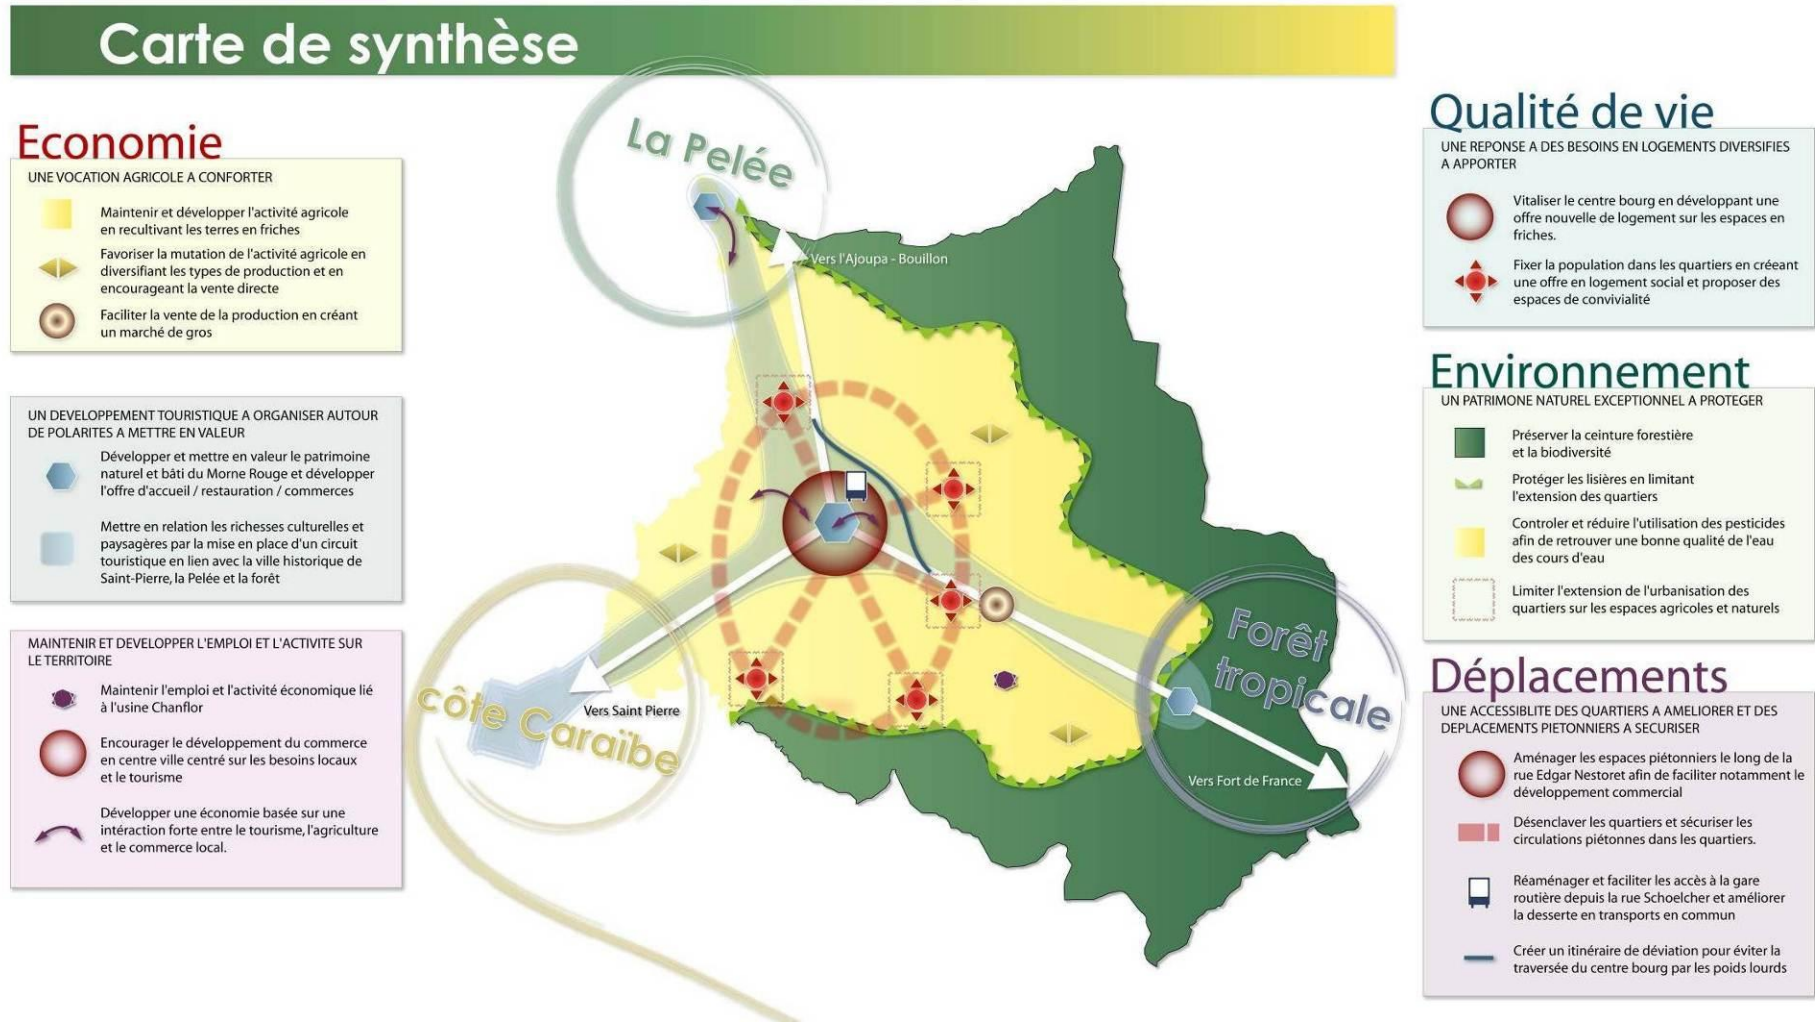 Carte de synthèse
Economie
UNE VOCATION AGRICOLE A CONFORTER
Maintenir et développer l'activité agricole
en recultivant les terres en friches
Favoriser la mutation de l'activité agricole en
diversifiant les types de production et en
encourageant la vente directe
Faciliter la vente de la production en créant
un marché de gros
UN DEVELOPPEMENT TOURISTIQUE A ORGANISER AUTOUR
DE POLARITES A METTRE EN VALEUR
Développer et mettre en valeur le patrimoine
naturel et bâti du Morne Rouge et développer
l'offre d'accueil / restauration / commerces
Mettre en relation les richesses culturelles et
paysagères par la mise en place d'un circuit
touristique en lien avec la ville historique de
Saint-Pierre, la Pelée et la forêt
MAINTENIR ET DEVELOPPER L'EMPLOI ET L'ACTIVITE SUR
LE TERRITOIRE
Maintenir l'emploi et l'activité économique lié
à l'usine Chanflor
Encourager le développement du commerce
en centre ville centré sur les besoins locaux
et le tourisme
Développer une économie basée sur une
intéraction forte entre le tourisme, l'agriculture
et le commerce local.
La Pelée
Vers l'Ajoupa - Bouillon
côte Caraïbe
Vers Saint Pierre
Forêt
tropicale
Vers Fort de France
Qualité de vie
UNE REPONSE A DES BESOINS EN LOGEMENTS DIVERSIFIES
A APPORTER
Vitaliser le centre bourg en développant une
offre nouvelle de logement sur les espaces en
friches.
Fixer la population dans les quartiers en créeant
une offre en logement social et proposer des
espaces de convivialité
Environnement
UN PATRIMONE NATUREL EXCEPTIONNEL A PROTEGER
Préserver la ceinture forestière
et la biodiversité
Protéger les lisières en limitant
l'extension des quartiers
Controler et réduire l'utilisation des pesticides
afin de retrouver une bonne qualité de l'eau
des cours d'eau
Limiter l'extension de l'urbanisation des
quartiers sur les espaces agricoles et naturels
Déplacements
UNE ACCESSIBLITE DES QUARTIERS A AMELIORER ET DES
DEPLACEMENTS PIETONNIERS A SECURISER
Aménager les espaces piétonniers le long de la
rue Edgar Nestoret afin de faciliter notamment le
développement commercial
Désenclaver les quartiers et sécuriser les
circulations piétonnes dans les quartiers.
Réaménager et faciliter les accès à la gare
routière depuis la rue Schoelcher et améliorer
la desserte en transports en commun
Créer un itinéraire de déviation pour éviter la
traversée du centre bourg par les poids lourds